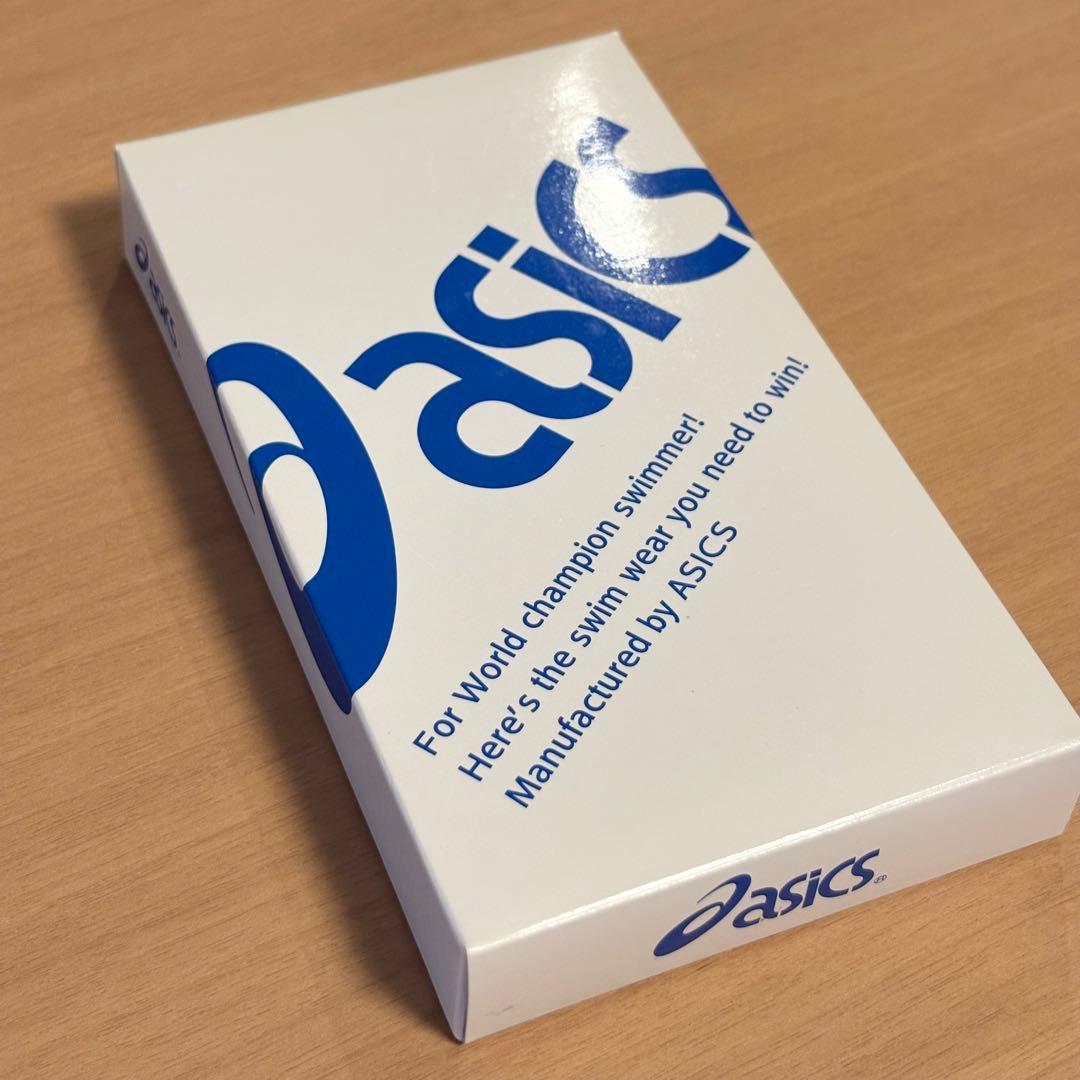 asics
For World champion swimmer!
Here's the swim wear you need to win!
Manufactured by ASICS
asics
asics®